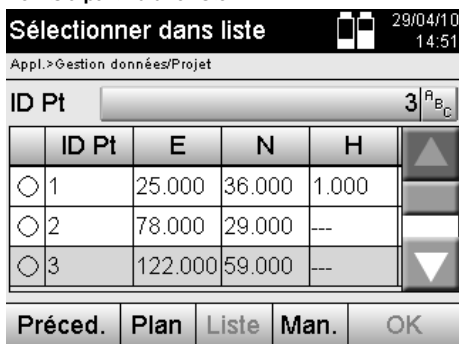 Sélectionner dans liste
29/04/10
14:51
Appl.>Gestion données/Projet
ID Pt 3 ABC
ID Pt E N H
1 25.000 36.000 1.000
2 78.000 29.000 ---
3 122.000 59.000 ---
Préced. Plan Liste Man. OK